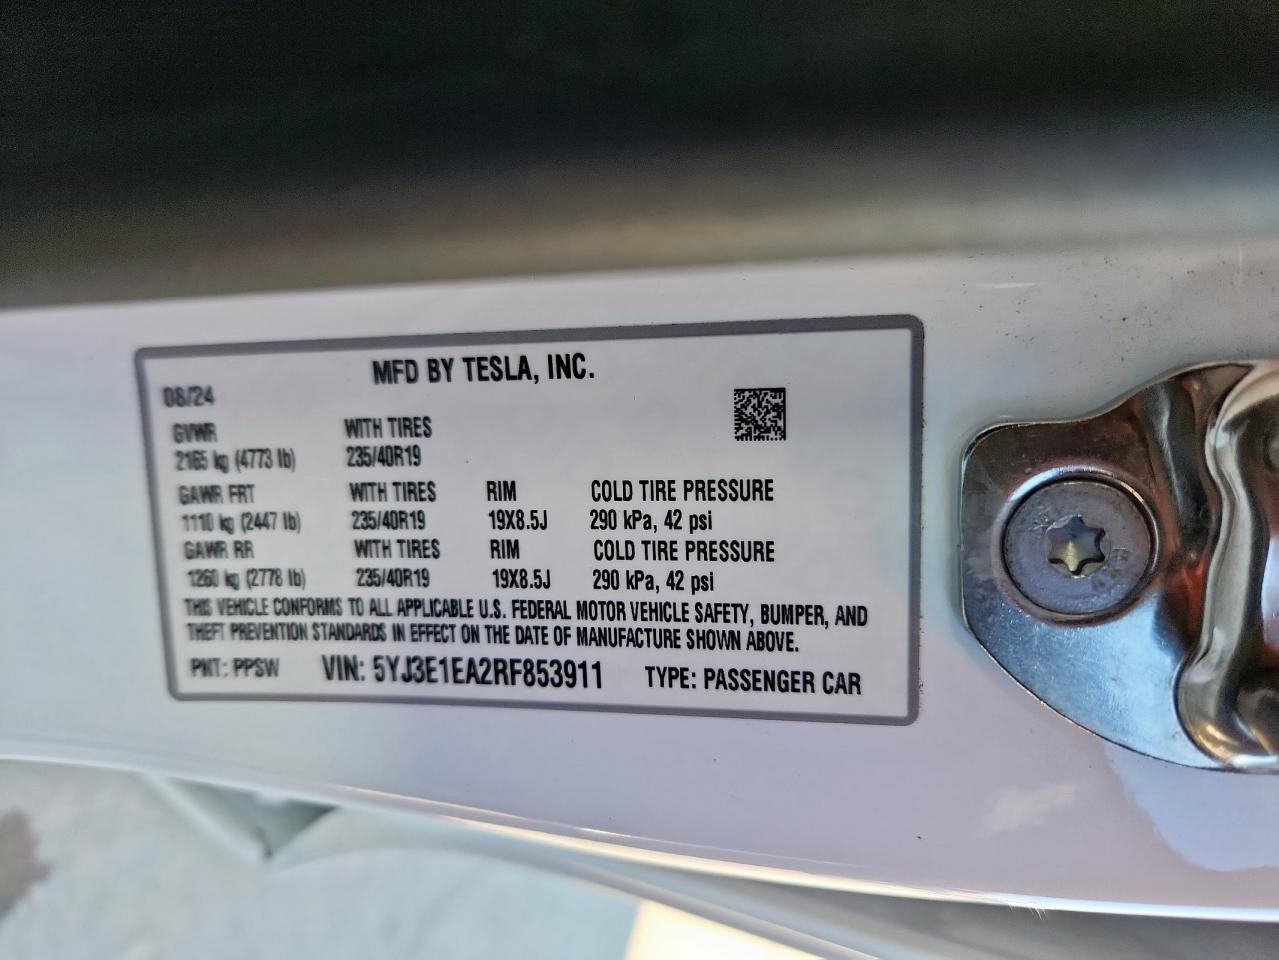 MFD BY TESLA, INC.
08/24
GVWR WITH TIRES
2165 kg (4773 lb) 235/40R19
GAWR FRT WITH TIRES RIM COLD TIRE PRESSURE
1110 kg (2447 lb) 235/40R19 19X8.5J 290 kPa, 42 psi
GAWR RR WITH TIRES RIM COLD TIRE PRESSURE
1260 kg (2778 lb) 235/40R19 19X8.5J 290 kPa, 42 psi
THIS VEHICLE CONFORMS TO ALL APPLICABLE U.S. FEDERAL MOTOR VEHICLE SAFETY, BUMPER, AND
THEFT PREVENTION STANDARDS IN EFFECT ON THE DATE OF MANUFACTURE SHOWN ABOVE.
PNT: PPSW VIN: 5YJ3E1EA2RF853911 TYPE: PASSENGER CAR